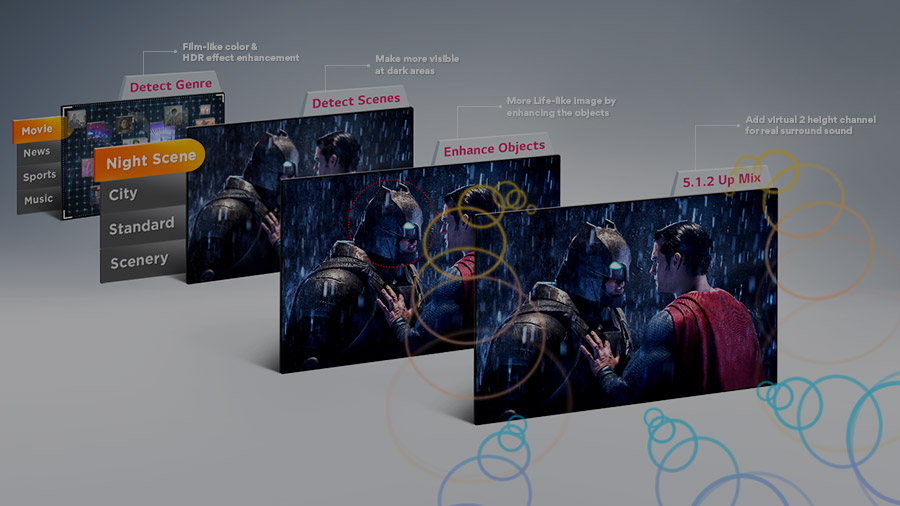 Film-like color &
HDR effect enhancement
Detect Genre
Movie
News
Sports
Music
Make more visible
at dark areas
Detect Scenes
Night Scene
City
Standard
Scenery
More Life-like image by
enhancing the objects
Enhance Objects
Add virtual 2 height channel
for real surround sound
5.1.2 Up Mix